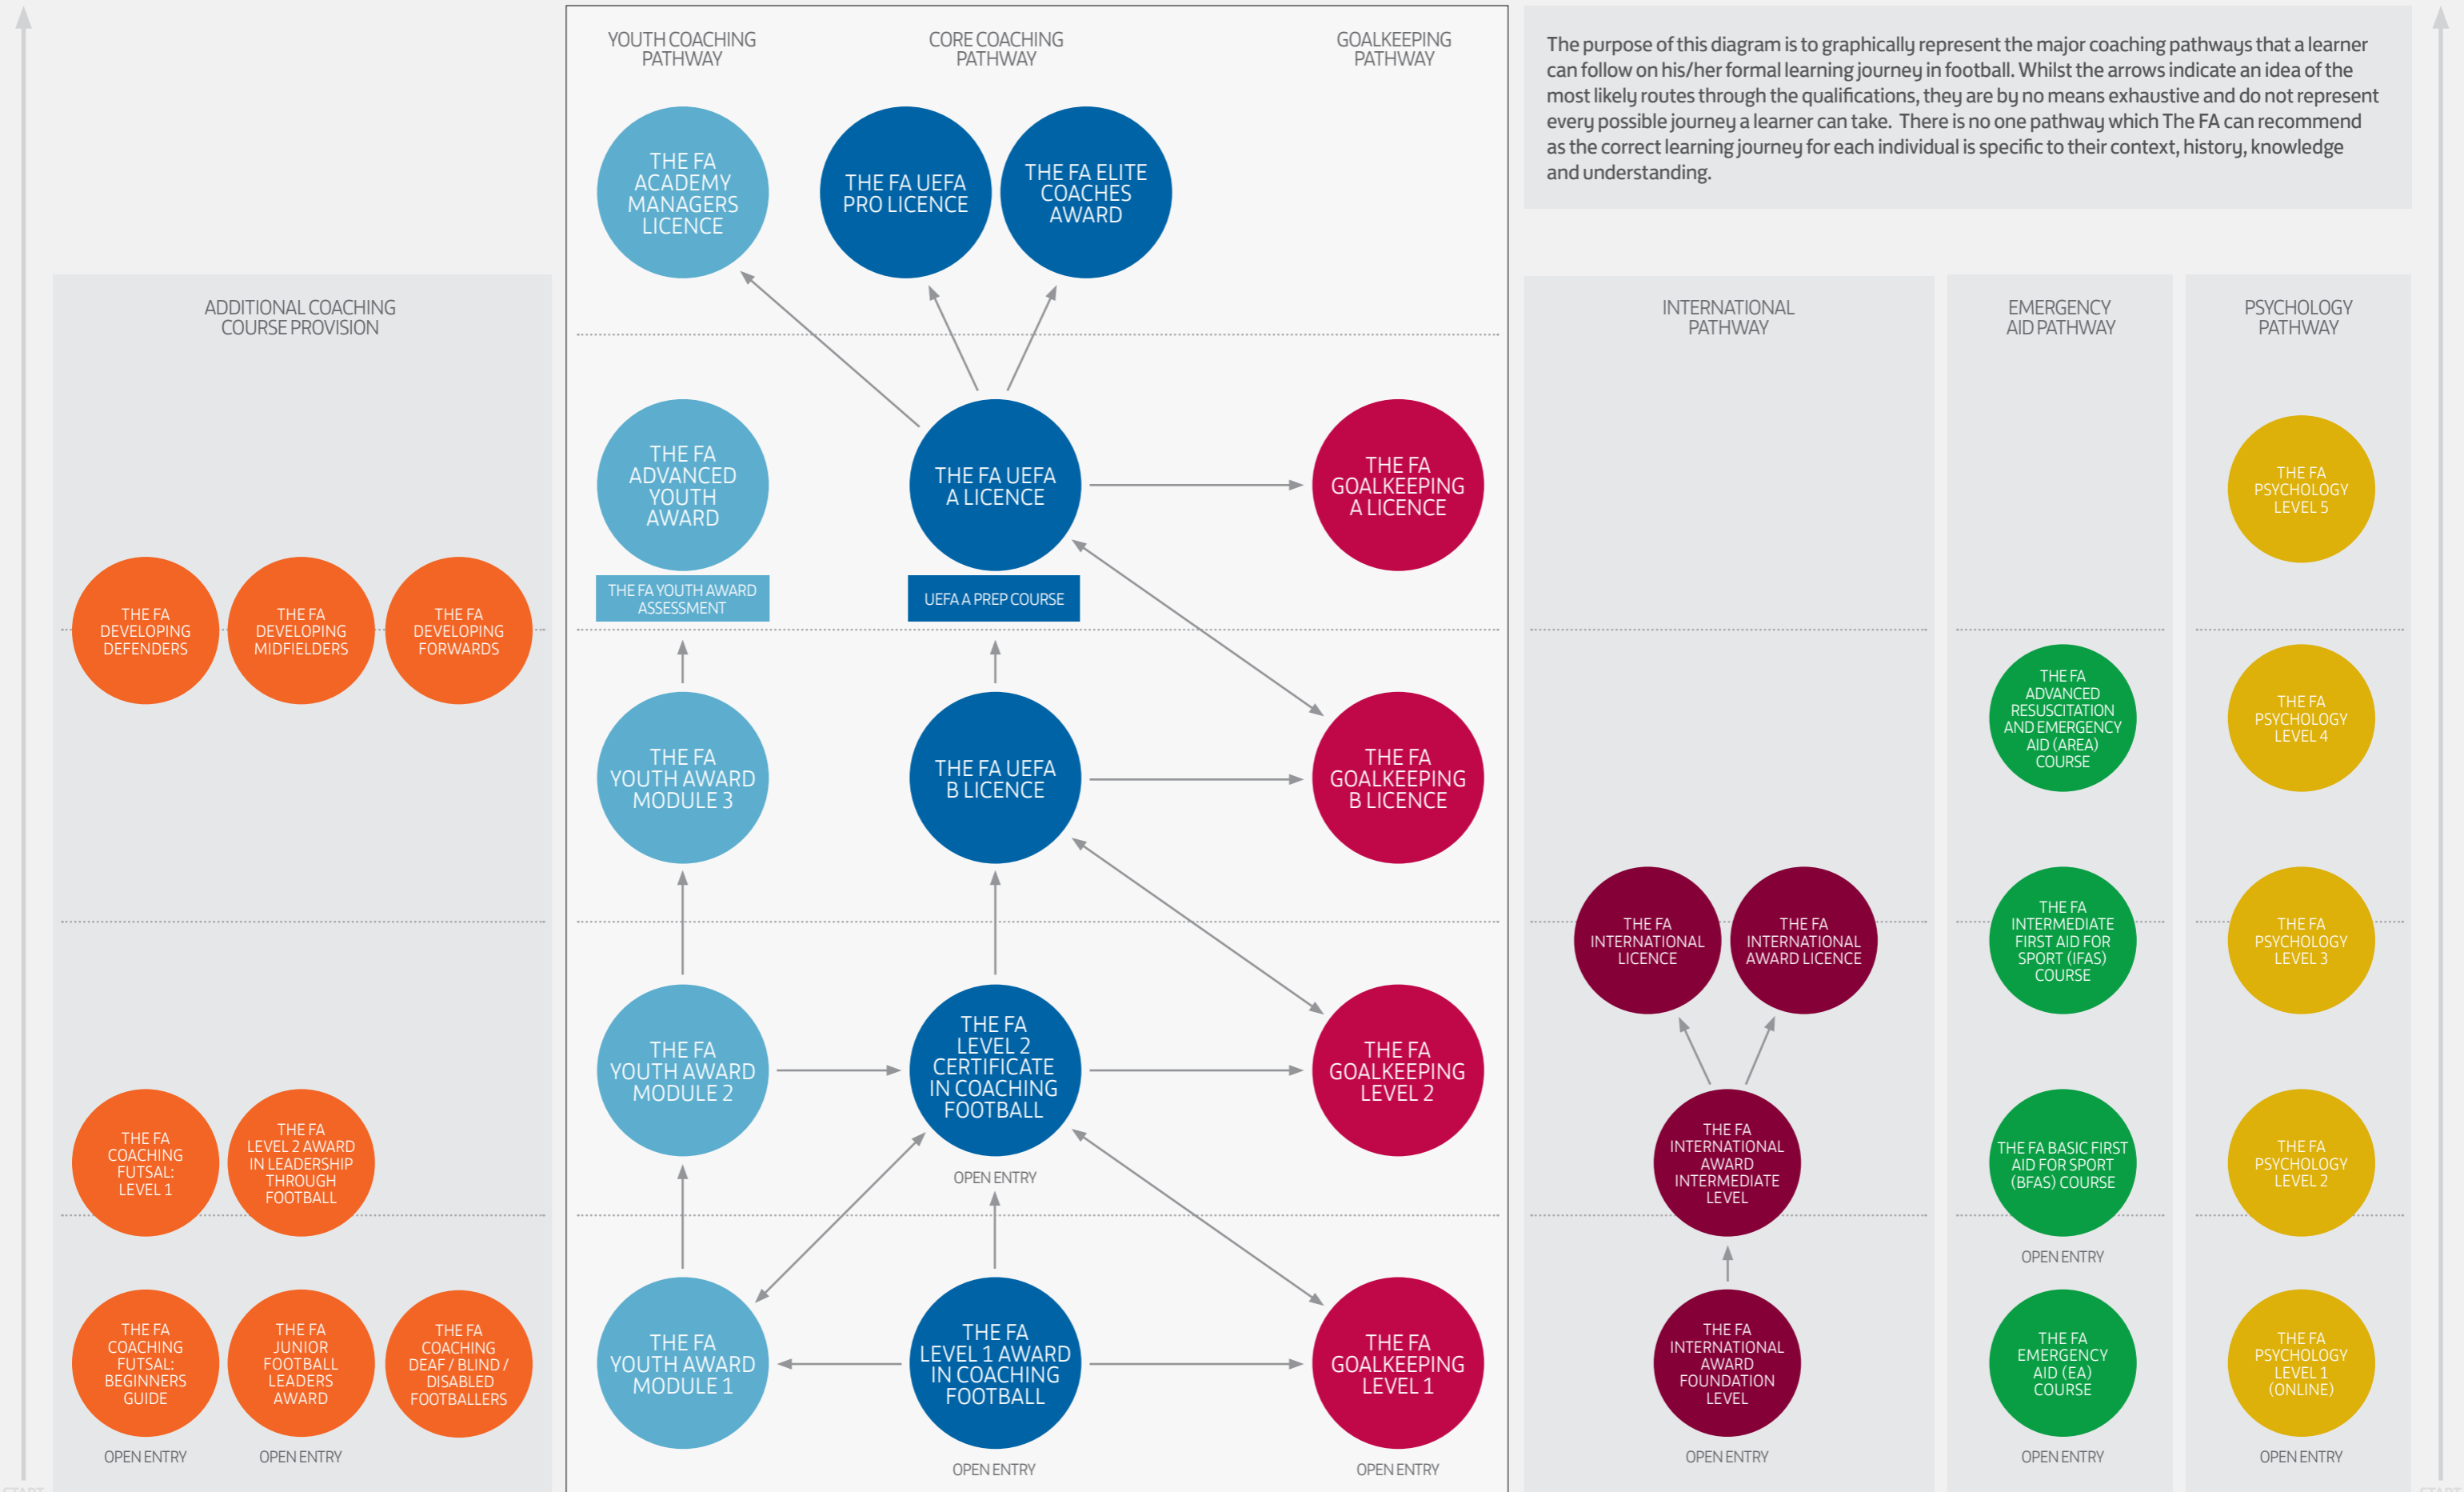 YOUTH COACHING
PATHWAY
CORE COACHING
PATHWAY
GOALKEEPING
PATHWAY
The purpose of this diagram is to graphically represent the major coaching pathways that a learner
can follow on his/her formal learning journey in football. Whilst the arrows indicate an idea of the
most likely routes through the qualifications, they are by no means exhaustive and do not represent
every possible journey a learner can take. There is no one pathway which The FA can recommend
as the correct learning journey for each individual is specific to their context, history, knowledge
and understanding.
THE FA
ACADEMY
MANAGERS
LICENCE
THE FA UEFA
PRO LICENCE
THE FA ELITE
COACHES
AWARD
ADDITIONAL COACHING
COURSE PROVISION
INTERNATIONAL
PATHWAY
EMERGENCY
AID PATHWAY
PSYCHOLOGY
PATHWAY
THE FA
ADVANCED
YOUTH
AWARD
THE FA UEFA
A LICENCE
THE FA
GOALKEEPING
A LICENCE
THE FA
PSYCHOLOGY
LEVEL 5
THE FA YOUTH AWARD
ASSESSMENT
UEFA A PREP COURSE
THE FA
DEVELOPING
DEFENDERS
THE FA
DEVELOPING
MIDFIELDERS
THE FA
DEVELOPING
FORWARDS
THE FA
YOUTH AWARD
MODULE 3
THE FA UEFA
B LICENCE
THE FA
GOALKEEPING
B LICENCE
THE FA
ADVANCED
RESUSCITATION
AND EMERGENCY
AID (AREA)
COURSE
THE FA
PSYCHOLOGY
LEVEL 4
THE FA
INTERNATIONAL
LICENCE
THE FA
INTERNATIONAL
AWARD LICENCE
THE FA
INTERMEDIATE
FIRST AID FOR
SPORT (IFAS)
COURSE
THE FA
PSYCHOLOGY
LEVEL 3
THE FA
COACHING
FUTSAL:
LEVEL 1
THE FA
LEVEL 2 AWARD
IN LEADERSHIP
THROUGH
FOOTBALL
THE FA
YOUTH AWARD
MODULE 2
THE FA
LEVEL 2
CERTIFICATE
IN COACHING
FOOTBALL
OPEN ENTRY
THE FA
GOALKEEPING
LEVEL 2
THE FA
INTERNATIONAL
AWARD
INTERMEDIATE
LEVEL
THE FA BASIC FIRST
AID FOR SPORT
(BFAS) COURSE
OPEN ENTRY
THE FA
PSYCHOLOGY
LEVEL 2
THE FA
COACHING
FUTSAL:
BEGINNERS
GUIDE
OPEN ENTRY
THE FA
JUNIOR
FOOTBALL
LEADERS
AWARD
OPEN ENTRY
THE FA
COACHING
DEAF / BLIND /
DISABLED
FOOTBALLERS
THE FA
YOUTH AWARD
MODULE 1
THE FA
LEVEL 1 AWARD
IN COACHING
FOOTBALL
OPEN ENTRY
THE FA
GOALKEEPING
LEVEL 1
OPEN ENTRY
THE FA
INTERNATIONAL
AWARD
FOUNDATION
LEVEL
OPEN ENTRY
THE FA
EMERGENCY
AID (EA)
COURSE
OPEN ENTRY
THE FA
PSYCHOLOGY
LEVEL 1
(ONLINE)
OPEN ENTRY